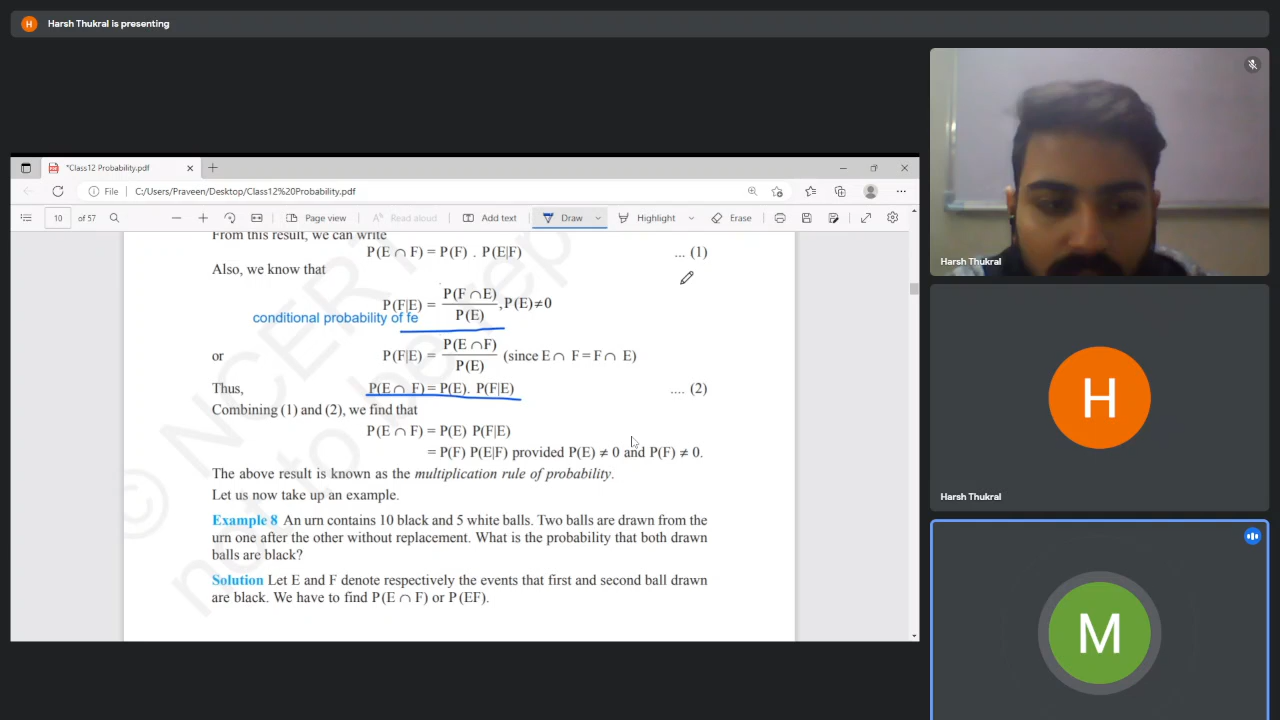 H Harsh Thukral is presenting
*Class12 Probability.pdf
File C:/Users/Praveen/Desktop/Class12%20Probability.pdf
10 of 57 Page view Read aloud Add text Draw Highlight Erase
From this result, we can write
P(E ∩ F) = P(F) . P(E|F) ... (1)
Also, we know that
P(F|E) = P(F ∩ E) / P(E), P(E) ≠ 0
conditional probability of fe
or P(F|E) = P(E ∩ F) / P(E) (since E ∩ F = F ∩ E)
Thus, P(E ∩ F) = P(E). P(F|E) .... (2)
Combining (1) and (2), we find that
P(E ∩ F) = P(E) P(F|E)
= P(F) P(E|F) provided P(E) ≠ 0 and P(F) ≠ 0.
The above result is known as the multiplication rule of probability.
Let us now take up an example.
Example 8 An urn contains 10 black and 5 white balls. Two balls are drawn from the
urn one after the other without replacement. What is the probability that both drawn
balls are black?
Solution Let E and F denote respectively the events that first and second ball drawn
are black. We have to find P(E ∩ F) or P(EF).
© NCERT
not to be rep
Harsh Thukral
H
Harsh Thukral
M